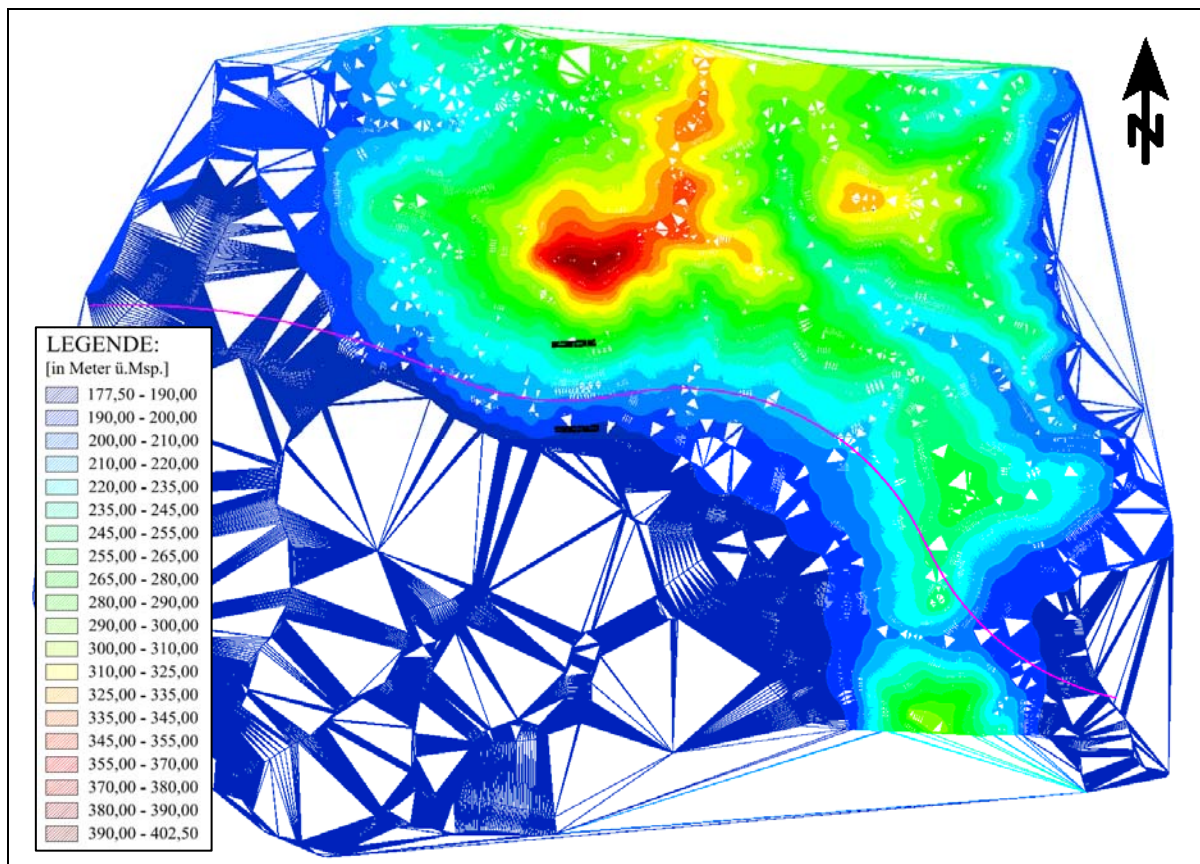 N
LEGENDE:
[in Meter ü.Msp.]
177,50 - 190,00
190,00 - 200,00
200,00 - 210,00
210,00 - 220,00
220,00 - 235,00
235,00 - 245,00
245,00 - 255,00
255,00 - 265,00
265,00 - 280,00
280,00 - 290,00
290,00 - 300,00
300,00 - 310,00
310,00 - 325,00
325,00 - 335,00
335,00 - 345,00
345,00 - 355,00
355,00 - 370,00
370,00 - 380,00
380,00 - 390,00
390,00 - 402,50